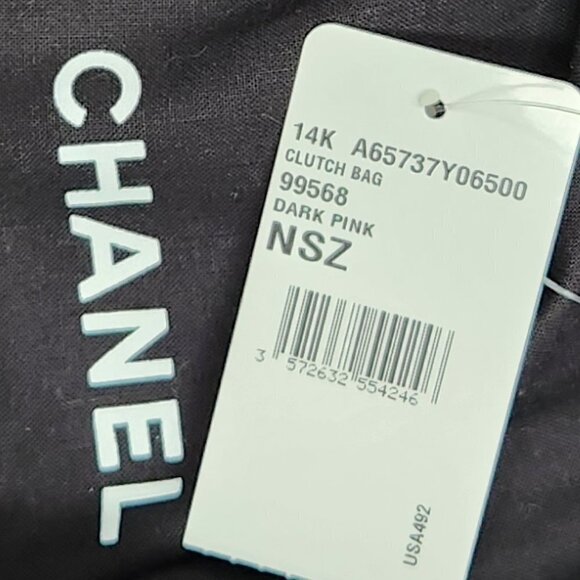 CHANEL
14K A65737Y06500
CLUTCH BAG
99568
DARK PINK
NSZ
3 572632 554246
USA492